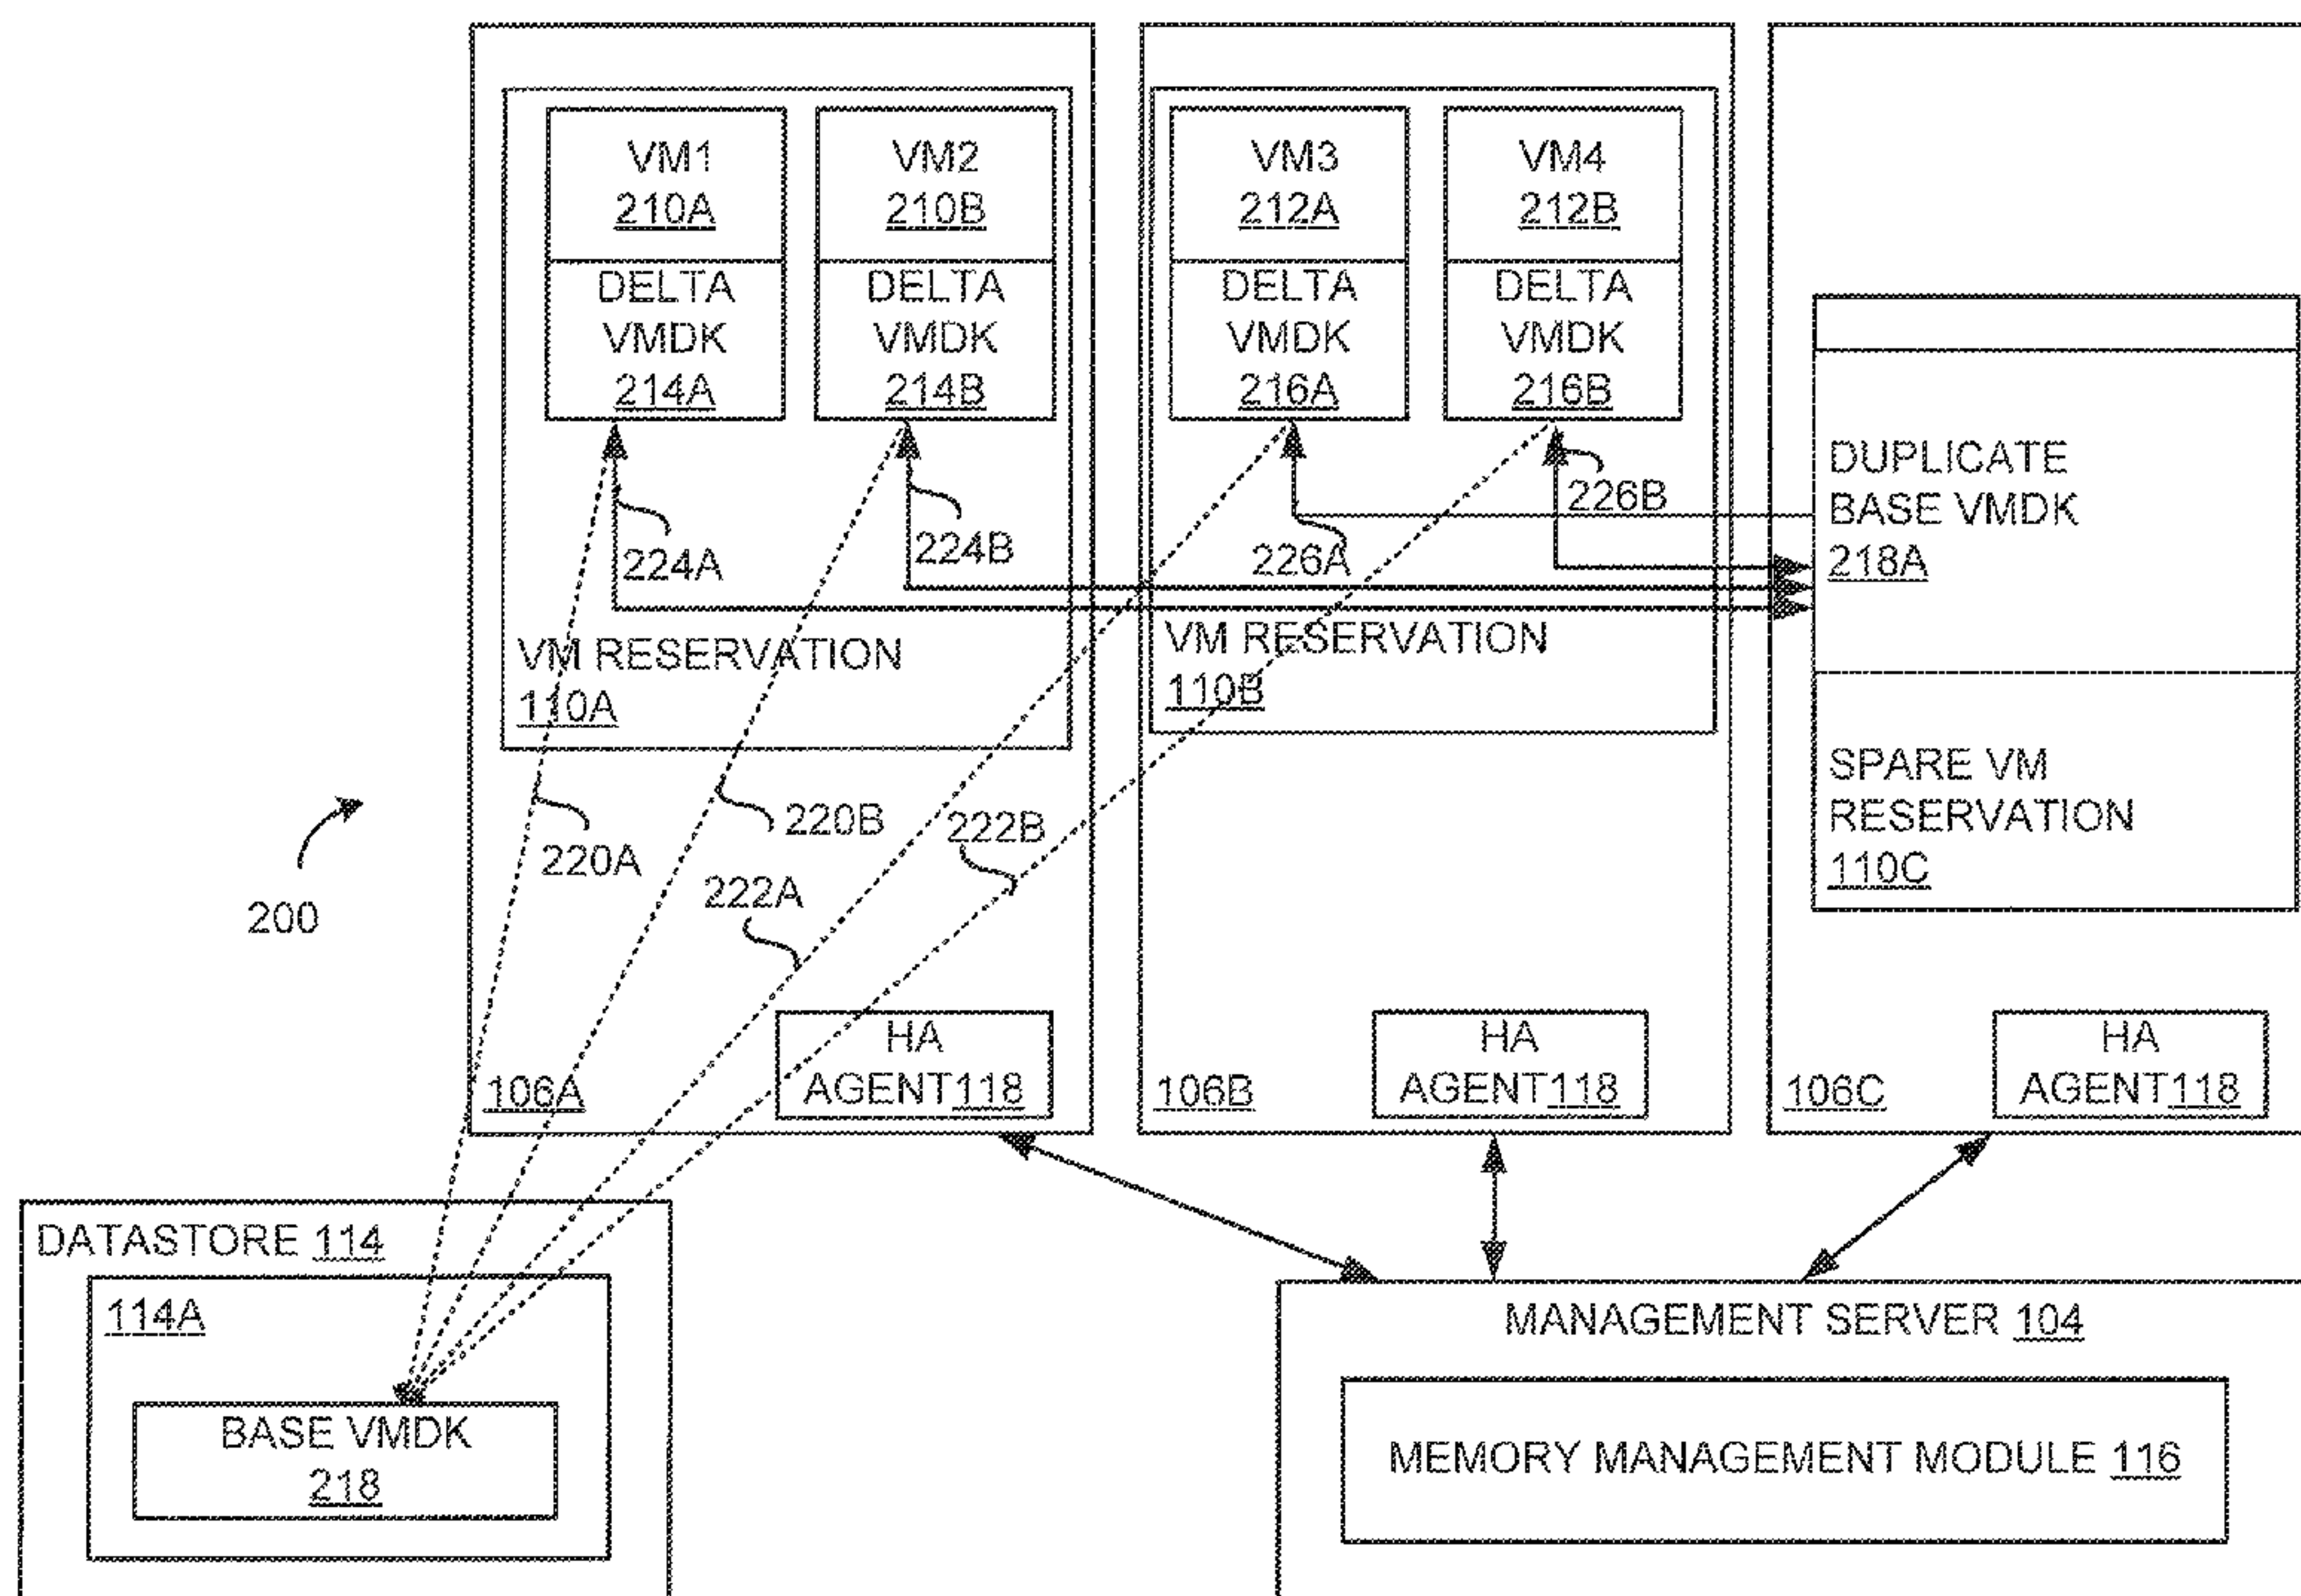 VM1
210A
DELTA
VMDK
214A
VM2
210B
DELTA
VMDK
214B
VM3
212A
DELTA
VMDK
216A
VM4
212B
DELTA
VMDK
216B
224A
224B
226A
226B
VM RESERVATION
110A
VM RESERVATION
110B
DUPLICATE
BASE VMDK
218A
SPARE VM
RESERVATION
110C
200
220A
220B
222A
222B
106A
HA
AGENT118
106B
HA
AGENT118
106C
HA
AGENT118
DATASTORE 114
114A
BASE VMDK
218
MANAGEMENT SERVER 104
MEMORY MANAGEMENT MODULE 116